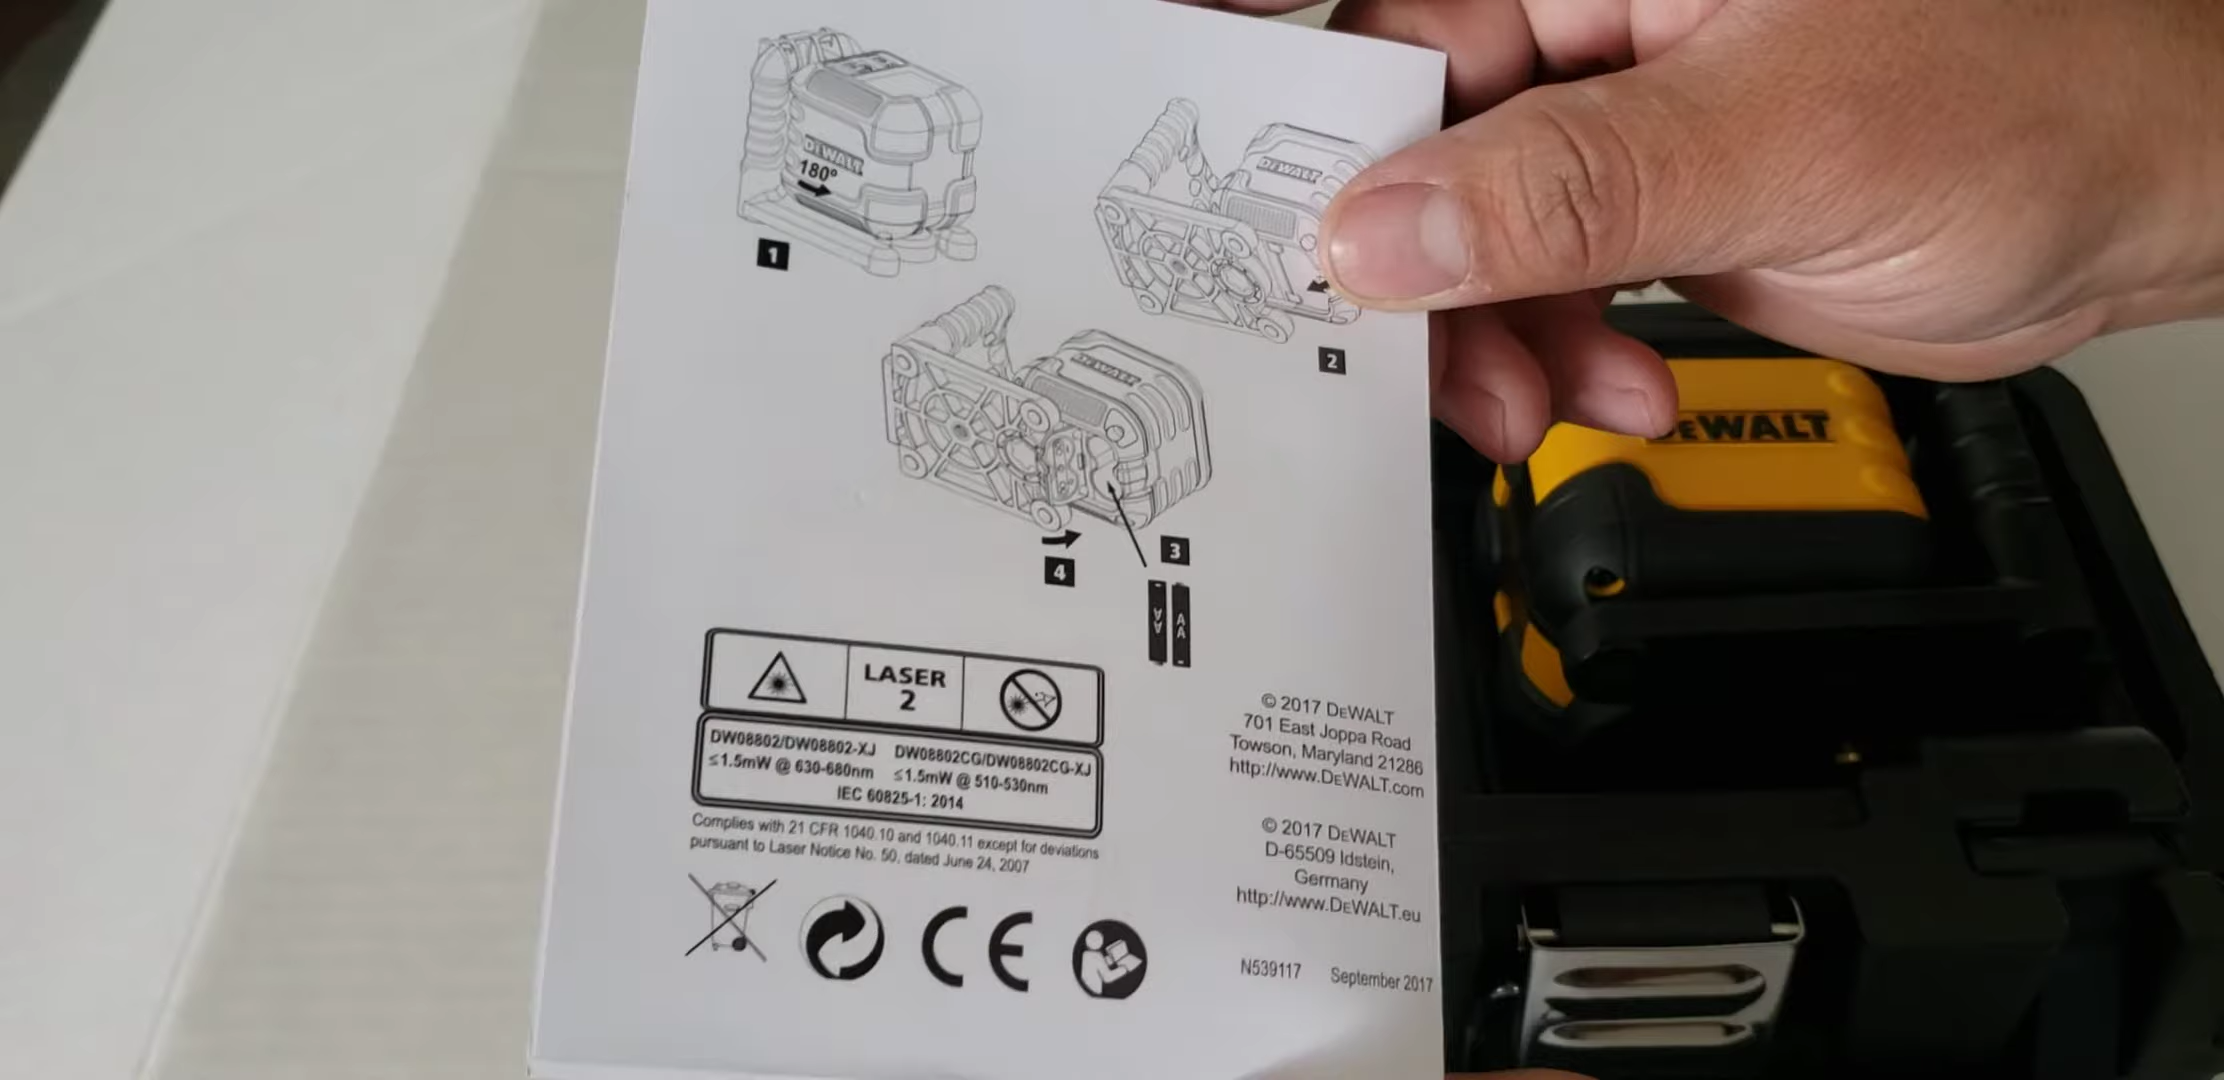 DEWALT
180°
1
DEWALT
2
DEWALT
3
4
AA
AA
LASER
2
DW08802/DW08802-XJ DW08802CG/DW08802CG-XJ
≤1.5mW @ 630-680nm ≤1.5mW @ 510-530nm
IEC 60825-1: 2014
Complies with 21 CFR 1040.10 and 1040.11 except for deviations
pursuant to Laser Notice No. 50, dated June 24, 2007
CE
© 2017 DEWALT
701 East Joppa Road
Towson, Maryland 21286
http://www.DEWALT.com
© 2017 DEWALT
D-65509 Idstein,
Germany
http://www.DEWALT.eu
N539117 September 2017
DEWALT